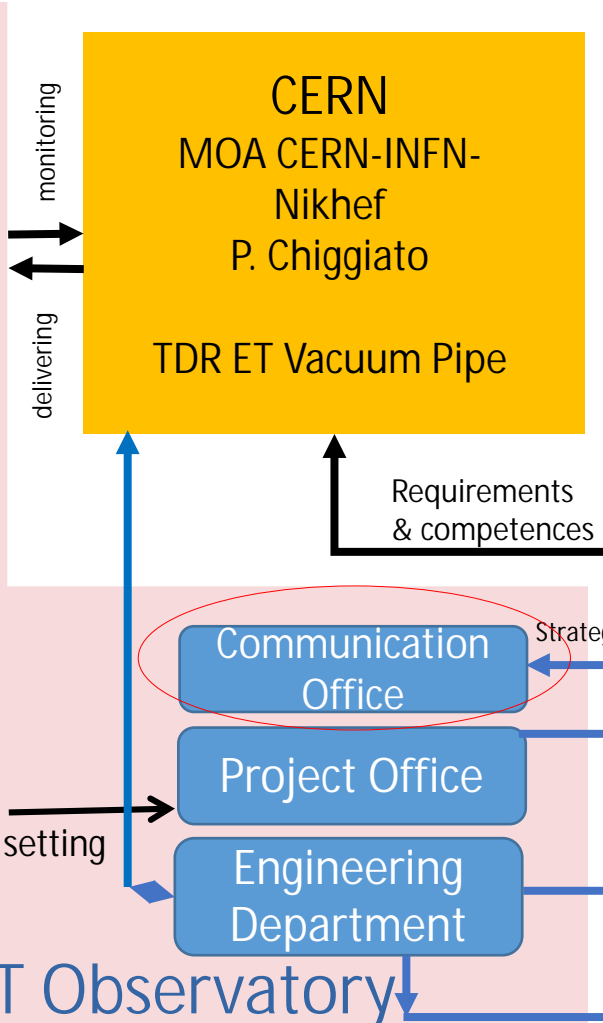 monitoring
CERN
MOA CERN-INFN-
Nikhef
P. Chiggiato
TDR ET Vacuum Pipe
delivering
Requirements
& competences
Communication
Office
Strateg
Project Office
setting
Engineering
Department
T Observatory